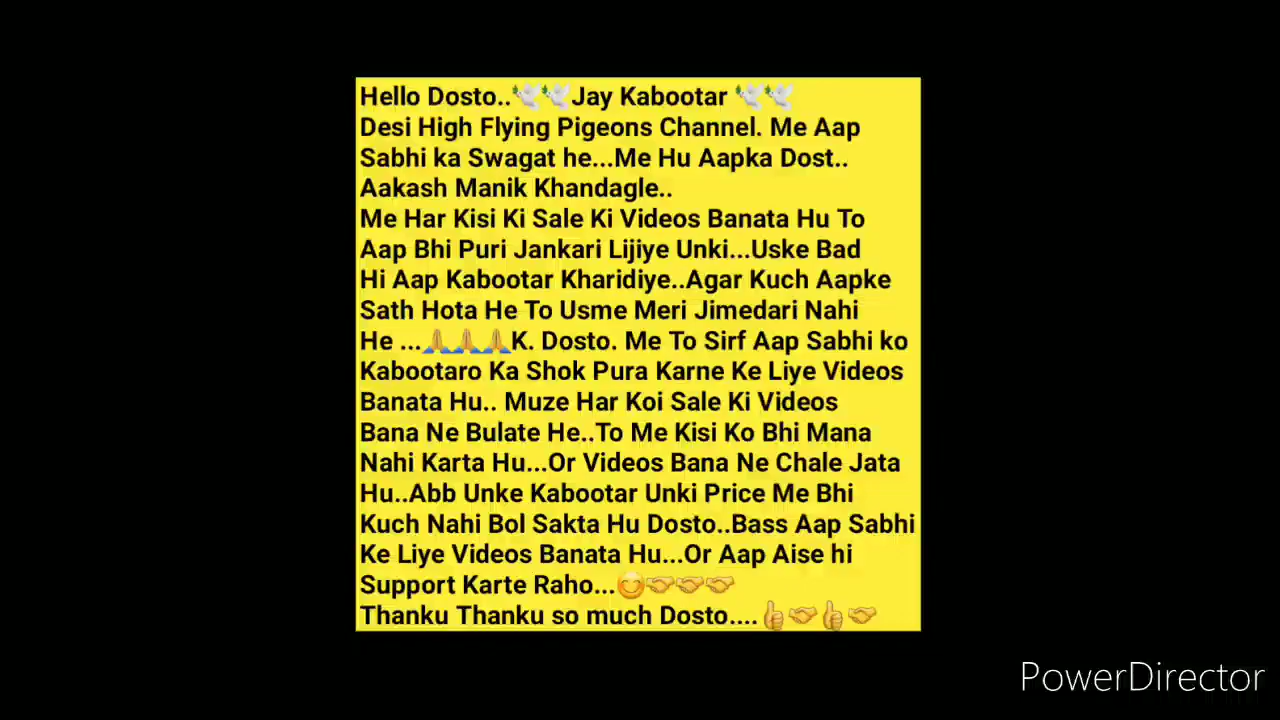 Hello Dosto..🕊️🕊️Jay Kabootar 🕊️🕊️
Desi High Flying Pigeons Channel. Me Aap
Sabhi ka Swagat he...Me Hu Aapka Dost..
Aakash Manik Khandagle..
Me Har Kisi Ki Sale Ki Videos Banata Hu To
Aap Bhi Puri Jankari Lijiye Unki...Uske Bad
Hi Aap Kabootar Kharidiye..Agar Kuch Aapke
Sath Hota He To Usme Meri Jimedari Nahi
He ...🙏🙏🙏K. Dosto. Me To Sirf Aap Sabhi ko
Kabootaro Ka Shok Pura Karne Ke Liye Videos
Banata Hu.. Muze Har Koi Sale Ki Videos
Bana Ne Bulate He..To Me Kisi Ko Bhi Mana
Nahi Karta Hu...Or Videos Bana Ne Chale Jata
Hu..Abb Unke Kabootar Unki Price Me Bhi
Kuch Nahi Bol Sakta Hu Dosto..Bass Aap Sabhi
Ke Liye Videos Banata Hu...Or Aap Aise hi
Support Karte Raho...😊🤝🤝🤝
Thanku Thanku so much Dosto....👍🤝👍🤝
PowerDirector